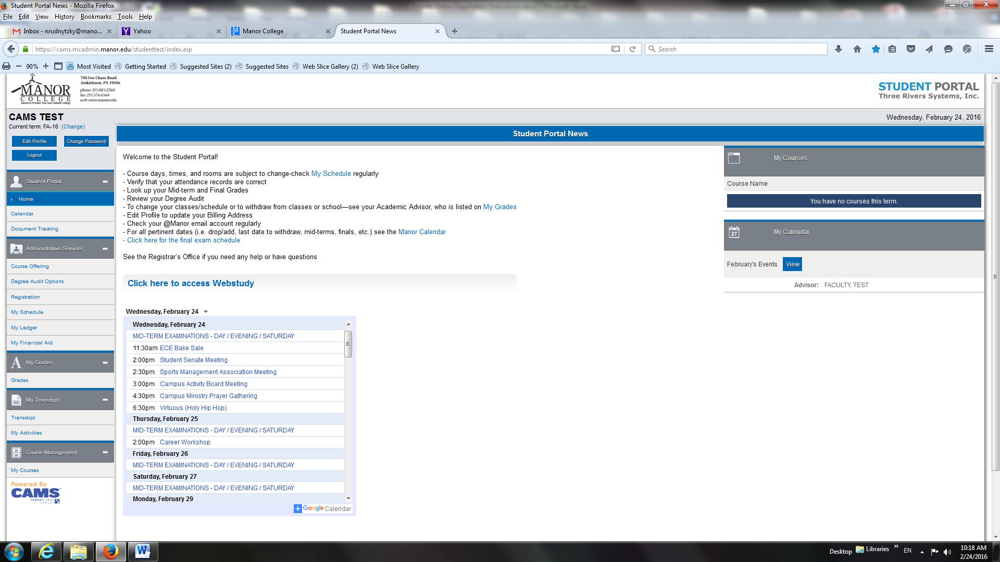 Student Portal News - Mozilla Firefox
File Edit View History Bookmarks Tools Help
Inbox - nrudnytzky@mano... Yahoo Manor College Student Portal News
https://cams.mcadmin.manor.edu/studenttest/index.asp Search
90% Most Visited Getting Started Suggested Sites (2) Suggested Sites Web Slice Gallery (2) Web Slice Gallery
MANOR
COLLEGE
America's Premier Two-Year Catholic College
700 Fox Chase Road
Jenkintown, PA 19046
phone 215.885.2360
fax 215.576.6564
web www.manor.edu
STUDENT PORTAL
Three Rivers Systems, Inc.
CAMS TEST
Wednesday, February 24, 2016
Current term: FA-16 (Change)
Edit Profile Change Password
Logout
Student Portal
Home
Calendar
Document Tracking
Administrative Services
Course Offering
Degree Audit Options
Registration
My Schedule
My Ledger
My Financial Aid
My Grades
Grades
My Transcript
Transcript
My Activities
Course Management
My Courses
Powered By
CAMS
THREE RIVERS
SYSTEMS
Student Portal News
Welcome to the Student Portal!
- Course days, times, and rooms are subject to change-check My Schedule regularly
- Verify that your attendance records are correct
- Look up your Mid-term and Final Grades
- Review your Degree Audit
- To change your classes/schedule or to withdraw from classes or school—see your Academic Advisor, who is listed on My Grades
- Edit Profile to update your Billing Address
- Check your @Manor email account regularly
- For all pertinent dates (i.e. drop/add, last date to withdraw, mid-terms, finals, etc.) see the Manor Calendar
- Click here for the final exam schedule
See the Registrar's Office if you need any help or have questions
Click here to access Webstudy
Wednesday, February 24
Wednesday, February 24
MID-TERM EXAMINATIONS - DAY / EVENING / SATURDAY
11:30am ECE Bake Sale
2:00pm Student Senate Meeting
2:30pm Sports Management Association Meeting
3:00pm Campus Activity Board Meeting
4:30pm Campus Ministry Prayer Gathering
6:30pm Virtuous (Holy Hip Hop)
Thursday, February 25
MID-TERM EXAMINATIONS - DAY / EVENING / SATURDAY
2:00pm Career Workshop
Friday, February 26
MID-TERM EXAMINATIONS - DAY / EVENING / SATURDAY
Saturday, February 27
MID-TERM EXAMINATIONS - DAY / EVENING / SATURDAY
Monday, February 29
Google Calendar
My Courses
Course Name
You have no courses this term.
27
My Calendar
February's Events View
Advisor: FACULTY, TEST
Desktop Libraries EN
10:18 AM
2/24/2016